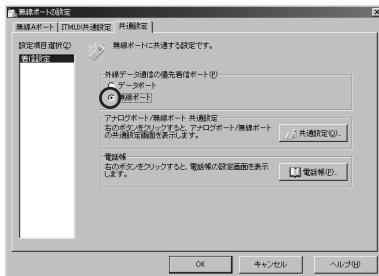 無線ポートの設定
無線Aポート ITMUX共通設定 共通設定
設定項目選択(Z)
着信設定
無線ポートに共通する設定です。
外線データ通信の優先着信ポート(P)
データポート
無線ポート
アナログポート/無線ポート 共通設定
右のボタンをクリックすると、アナログポート/無線ポート
の共通設定画面を表示します。
共通設定(Q)...
電話帳
右のボタンをクリックすると、電話帳の設定画面を表示
します。
電話帳(P)...
OK キャンセル ヘルプ(H)